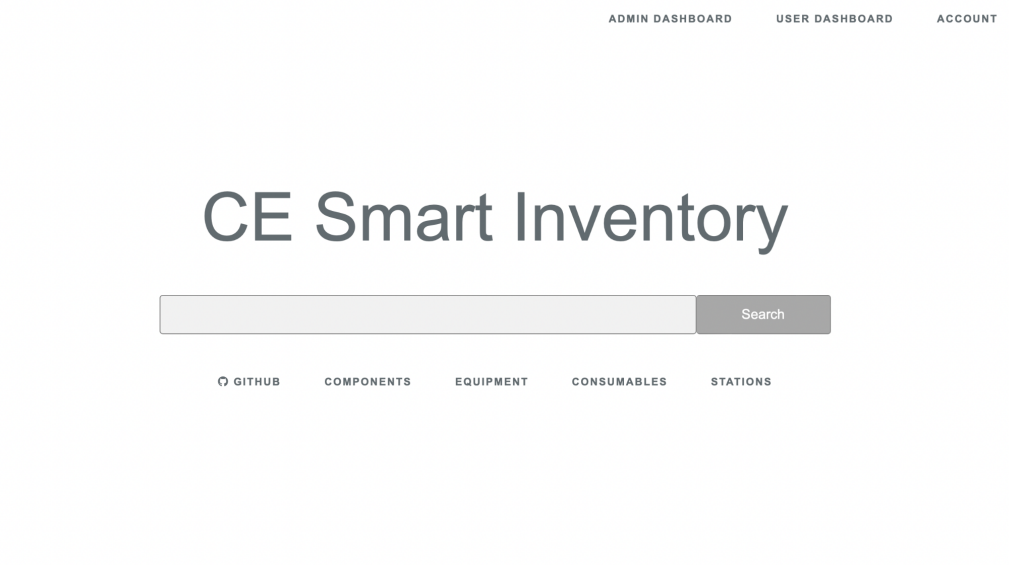 ADMIN DASHBOARD USER DASHBOARD ACCOUNT
CE Smart Inventory
Search
GITHUB COMPONENTS EQUIPMENT CONSUMABLES STATIONS